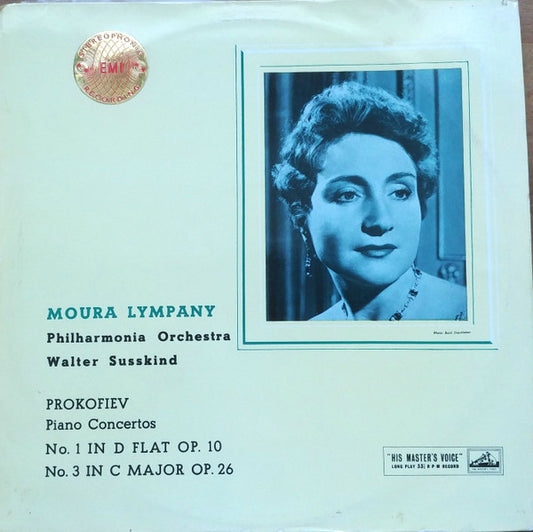 STEREOPHONIC
EMI
RECORDING
MOURA LYMPANY
Philharmonia Orchestra
Walter Susskind
PROKOFIEV
Piano Concertos
No. 1 IN D FLAT OP. 10
No. 3 IN C MAJOR OP. 26
"HIS MASTER'S VOICE"
LONG PLAY 33⅓ R·P·M RECORD